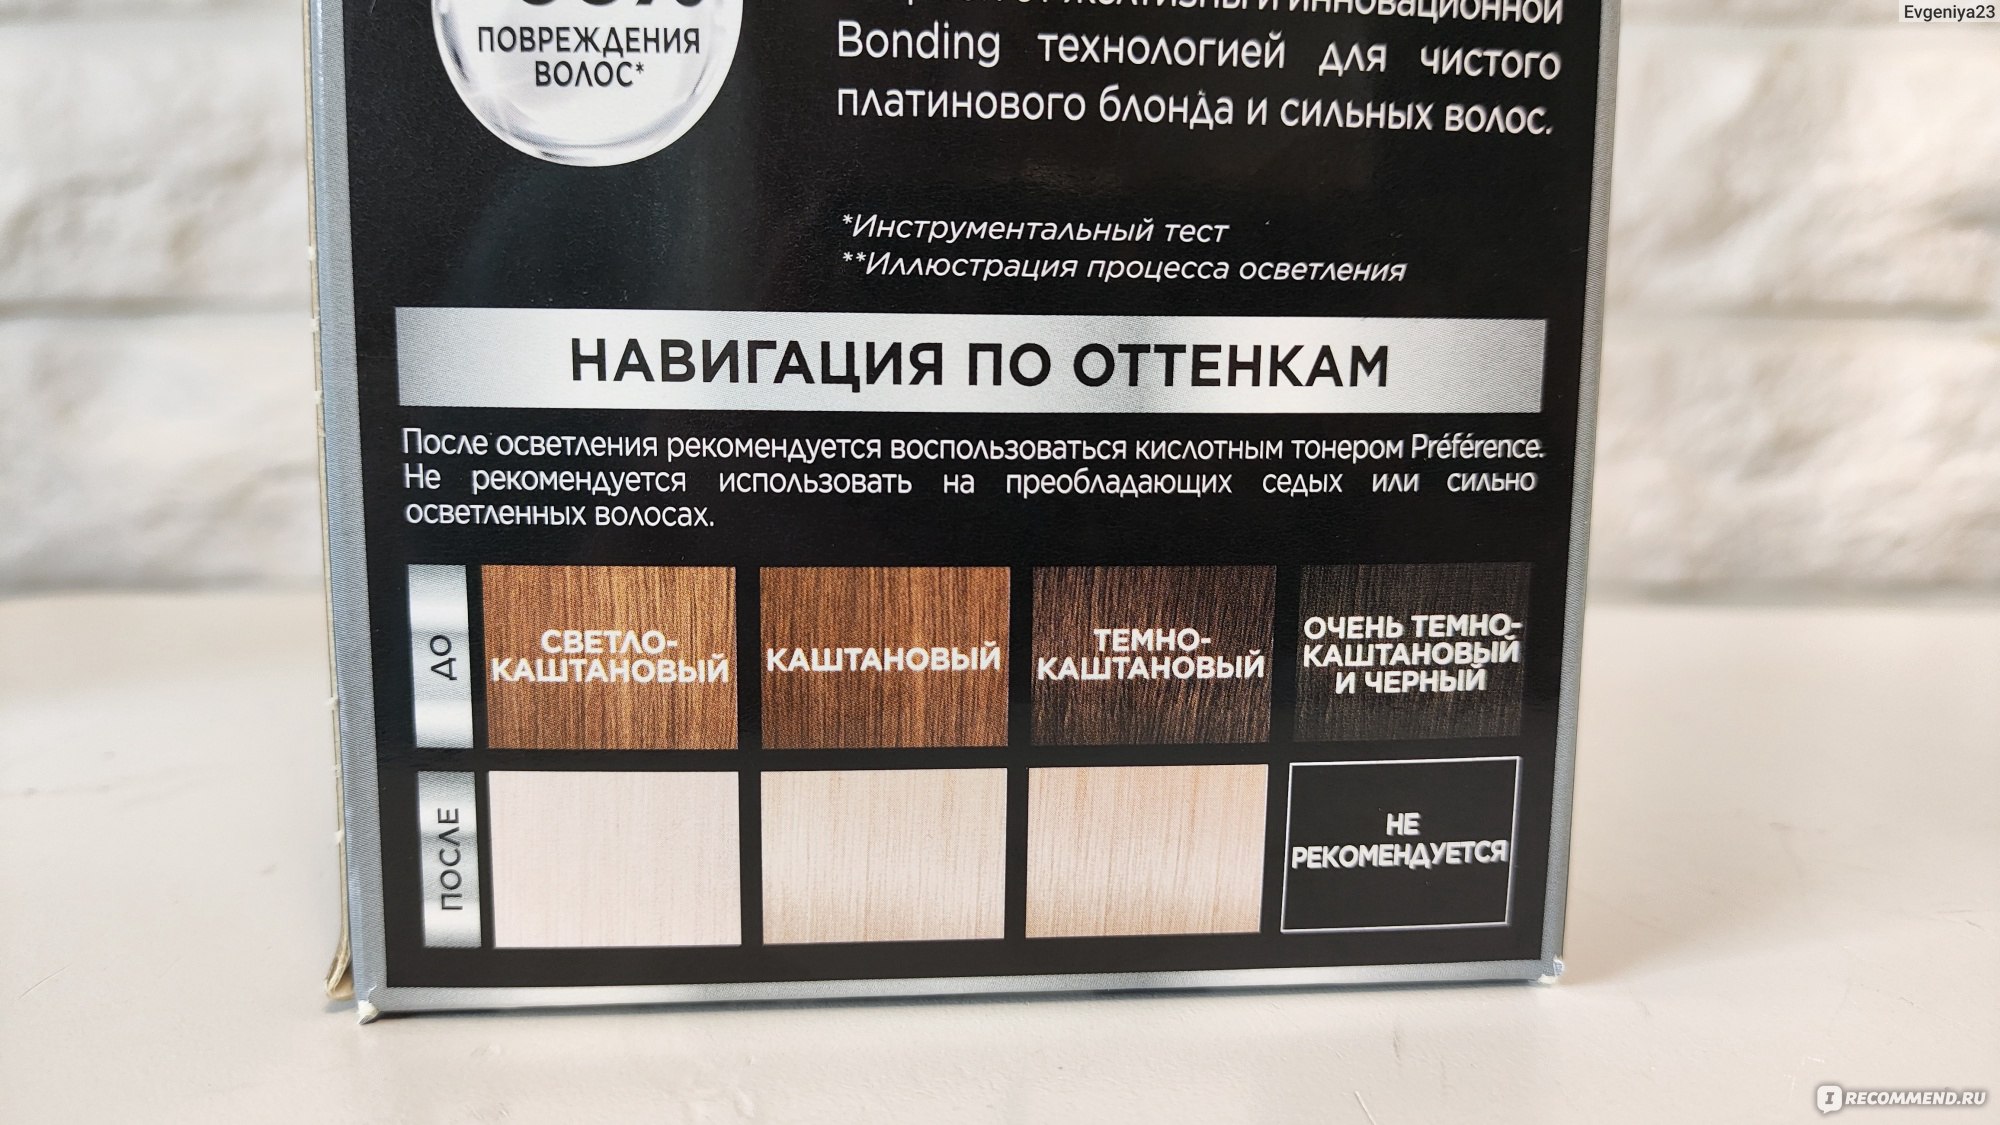 Evgeniya23
ПОВРЕЖДЕНИЯ
ВОЛОС*
и инновационной
Bonding технологией для чистого
платинового блонда и сильных волос.
*Инструментальный тест
**Иллюстрация процесса осветления
НАВИГАЦИЯ ПО ОТТЕНКАМ
После осветления рекомендуется воспользоваться кислотным тонером Préférence.
Не рекомендуется использовать на преобладающих седых или сильно
осветленных волосах.
ДО
СВЕТЛО-
КАШТАНОВЫЙ
КАШТАНОВЫЙ
ТЕМНО-
КАШТАНОВЫЙ
ОЧЕНЬ ТЕМНО-
КАШТАНОВЫЙ
И ЧЕРНЫЙ
ПОСЛЕ
НЕ
РЕКОМЕНДУЕТСЯ
I RECOMMEND.RU